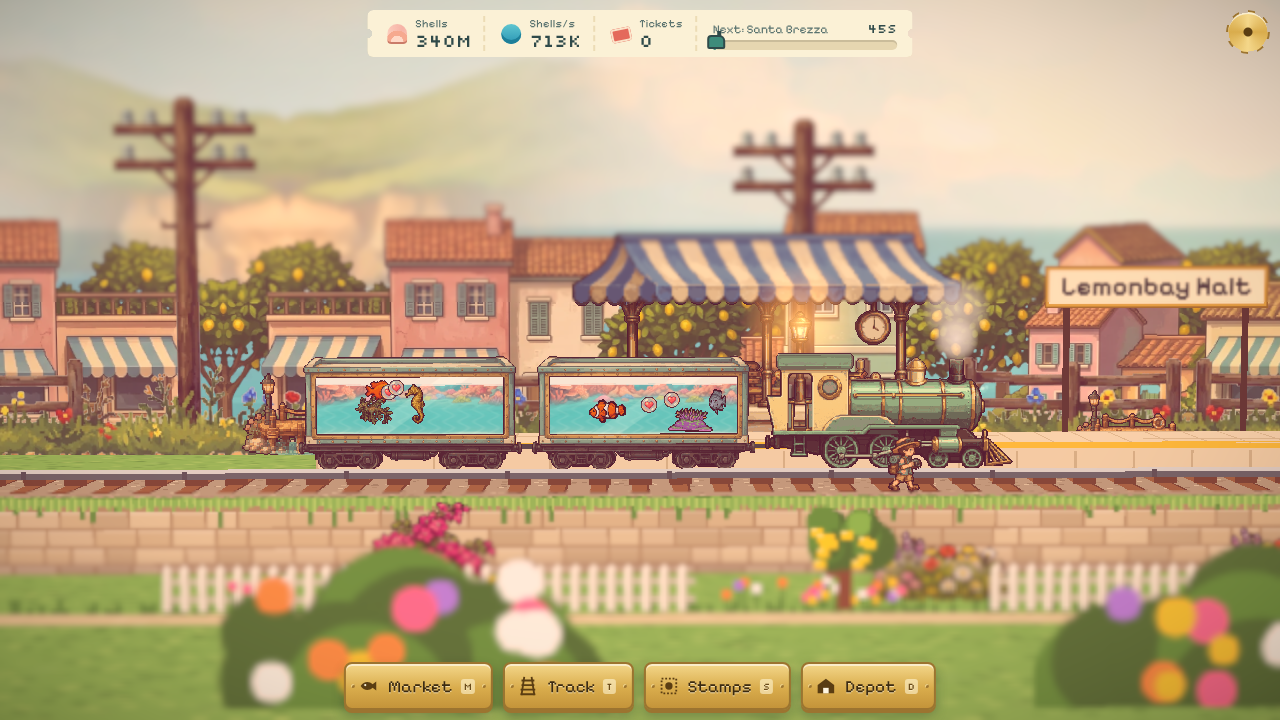 Shells
340M
Shells/s
713K
Tickets
0
Next: Santa Brezza
45S
Lemonbay Halt
Market M
Track T
Stamps S
Depot D